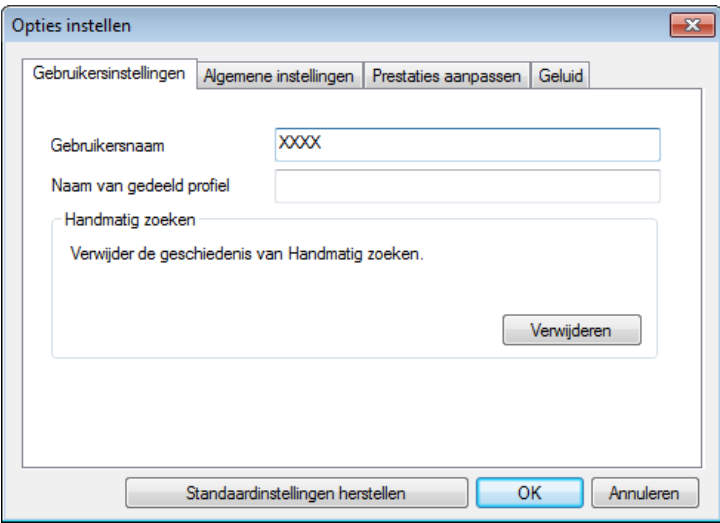 Opties instellen
Gebruikersinstellingen Algemene instellingen Prestaties aanpassen Geluid
Gebruikersnaam XXXX
Naam van gedeeld profiel
Handmatig zoeken
Verwijder de geschiedenis van Handmatig zoeken.
Verwijderen
Standaardinstellingen herstellen OK Annuleren